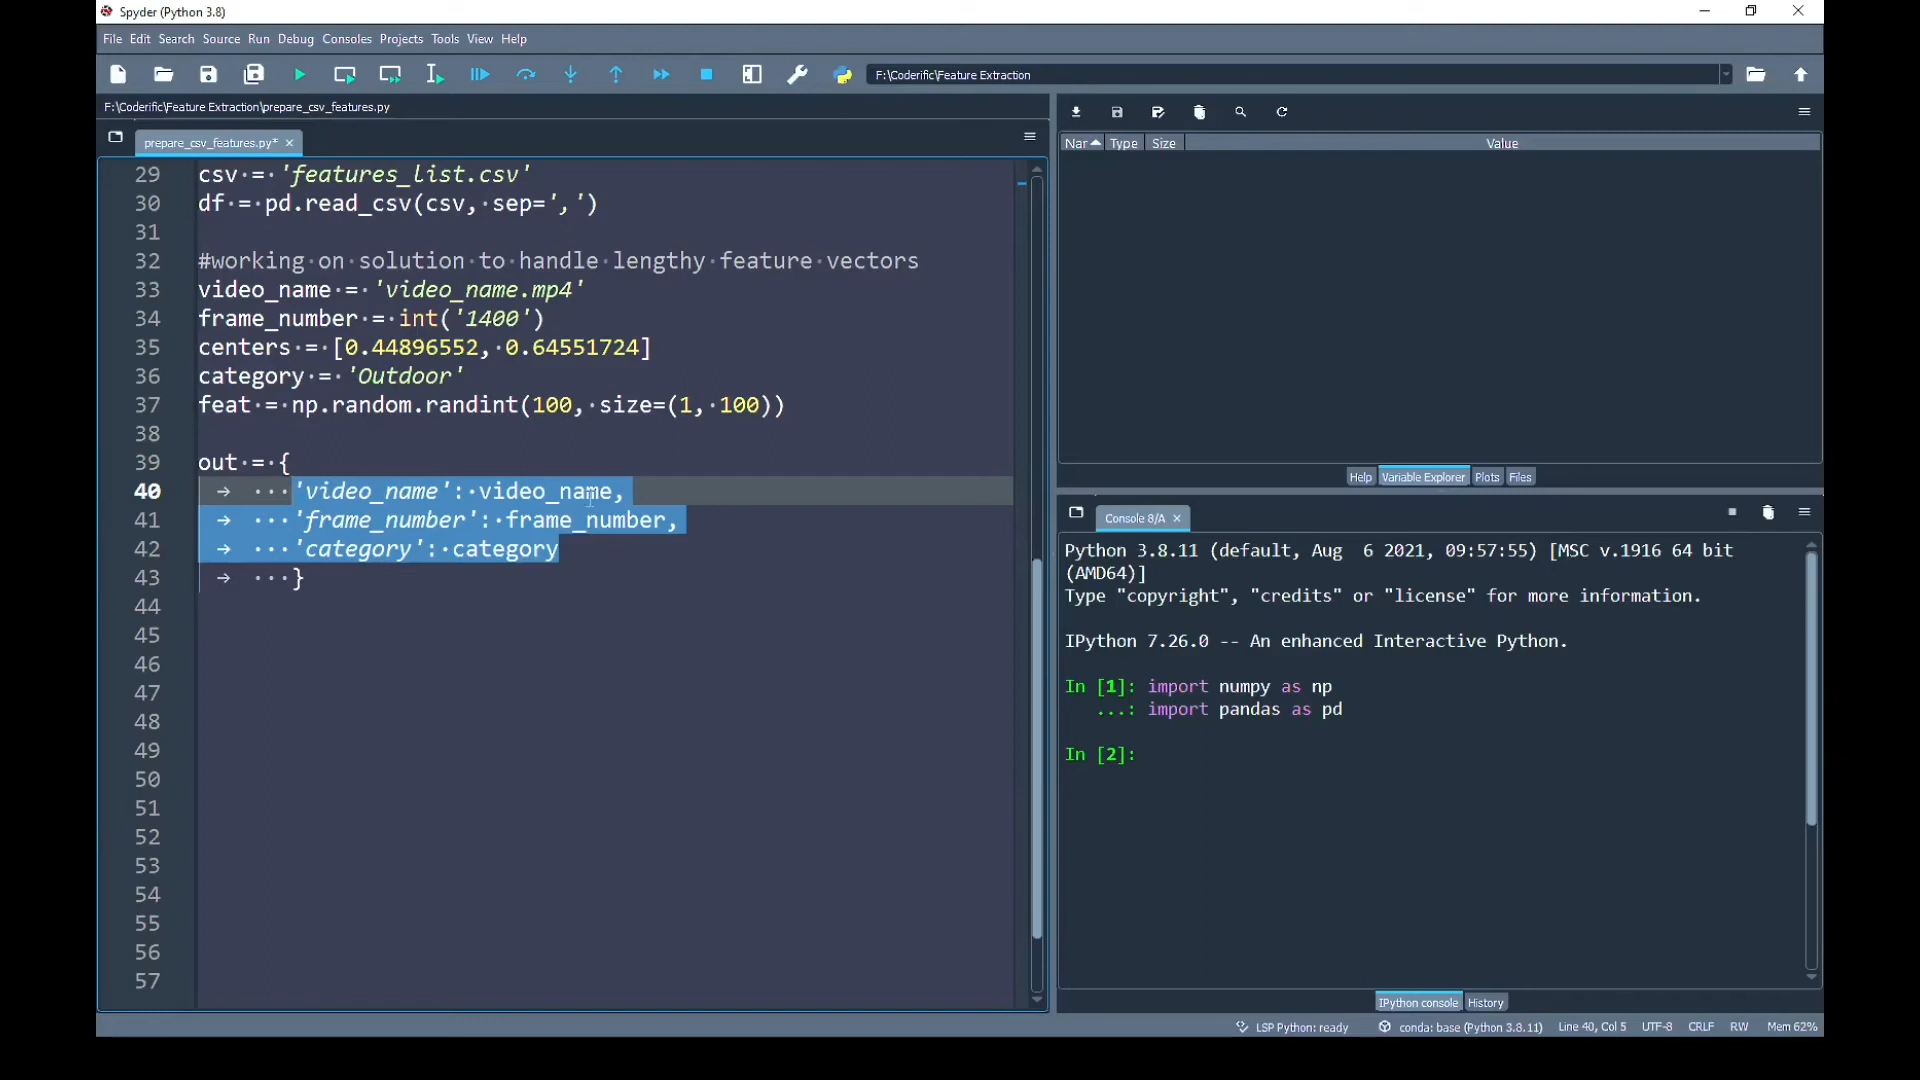 Spyder (Python 3.8)
File Edit Search Source Run Debug Consoles Projects Tools View Help
F:\Coderific\Feature Extraction
F:\Coderific\Feature Extraction\prepare_csv_features.py
prepare_csv_features.py*
29 csv = 'features_list.csv'
30 df = pd.read_csv(csv, sep=',')
31
32 #working on solution to handle lengthy feature vectors
33 video_name = 'video_name.mp4'
34 frame_number = int('1400')
35 centers = [0.44896552, 0.64551724]
36 category = 'Outdoor'
37 feat = np.random.randint(100, size=(1, 100))
38
39 out = {
40 'video_name': video_name,
41 'frame_number': frame_number,
42 'category': category
43 }
44
45
46
47
48
49
50
51
52
53
54
55
56
57
Nar Type Size Value
Help Variable Explorer Plots Files
Console 8/A
Python 3.8.11 (default, Aug  6 2021, 09:57:55) [MSC v.1916 64 bit
(AMD64)]
Type "copyright", "credits" or "license" for more information.
IPython 7.26.0 -- An enhanced Interactive Python.
In [1]: import numpy as np
...: import pandas as pd
In [2]:
IPython console History
LSP Python: ready conda: base (Python 3.8.11) Line 40, Col 5 UTF-8 CRLF RW Mem 62%